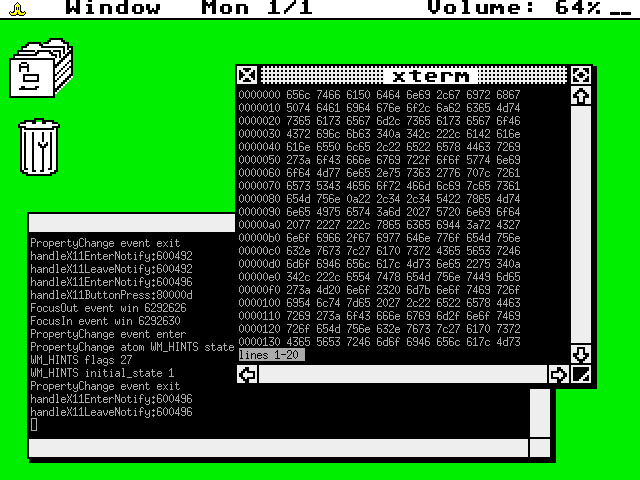 Window Mon 1/1 Volume: 64%
A
xterm
0000000 656c 7466 6150 6464 6e69 2c67 6972 6867
0000010 5074 6461 6964 676e 6f2c 6a62 6365 4d74
0000020 7365 6173 6567 6d2c 7365 6173 6567 6f46
0000030 4372 696c 6b63 340a 342c 222c 6142 616e
0000040 616e 6550 6c65 2c22 6522 6578 4463 7269
0000050 273a 6f43 666e 6769 722f 6f6f 5774 6e69
0000060 6f64 4d77 6e65 2e75 7363 2776 707c 7261
0000070 6573 5343 4656 6f72 466d 6c69 7c65 7361
0000080 654d 756e 0a22 2c34 2c34 5422 7865 4d74
0000090 6e65 4975 6574 3a6d 2027 5720 6e69 6f64
00000a0 2077 2227 222c 7865 6365 6944 3a72 4327
00000b0 6e6f 6966 2f67 6977 646e 776f 654d 756e
00000c0 632e 7673 7c27 6170 7372 4365 5653 7246
00000d0 6d6f 6946 656c 617c 4d73 6e65 2275 340a
00000e0 342c 222c 6554 7478 654d 756e 7449 6d65
00000f0 273a 4d20 6e6f 2320 6d7b 6e6f 7469 726f
0000100 6954 6c74 7d65 2027 2c22 6522 6578 4463
0000110 7269 273a 6f43 666e 6769 6d2f 6e6f 7469
0000120 726f 654d 756e 632e 7673 7c27 6170 7372
0000130 4365 5653 7246 6d6f 6946 656c 617c 4d73
lines 1-20
PropertyChange event exit
handleX11EnterNotify:600492
handleX11LeaveNotify:600492
handleX11EnterNotify:600496
handleX11ButtonPress:80000d
FocusOut event win 6292626
FocusIn event win 6292630
PropertyChange event enter
PropertyChange atom WM_HINTS state
WM_HINTS flags 27
WM_HINTS initial_state 1
PropertyChange event exit
handleX11EnterNotify:600496
handleX11LeaveNotify:600496